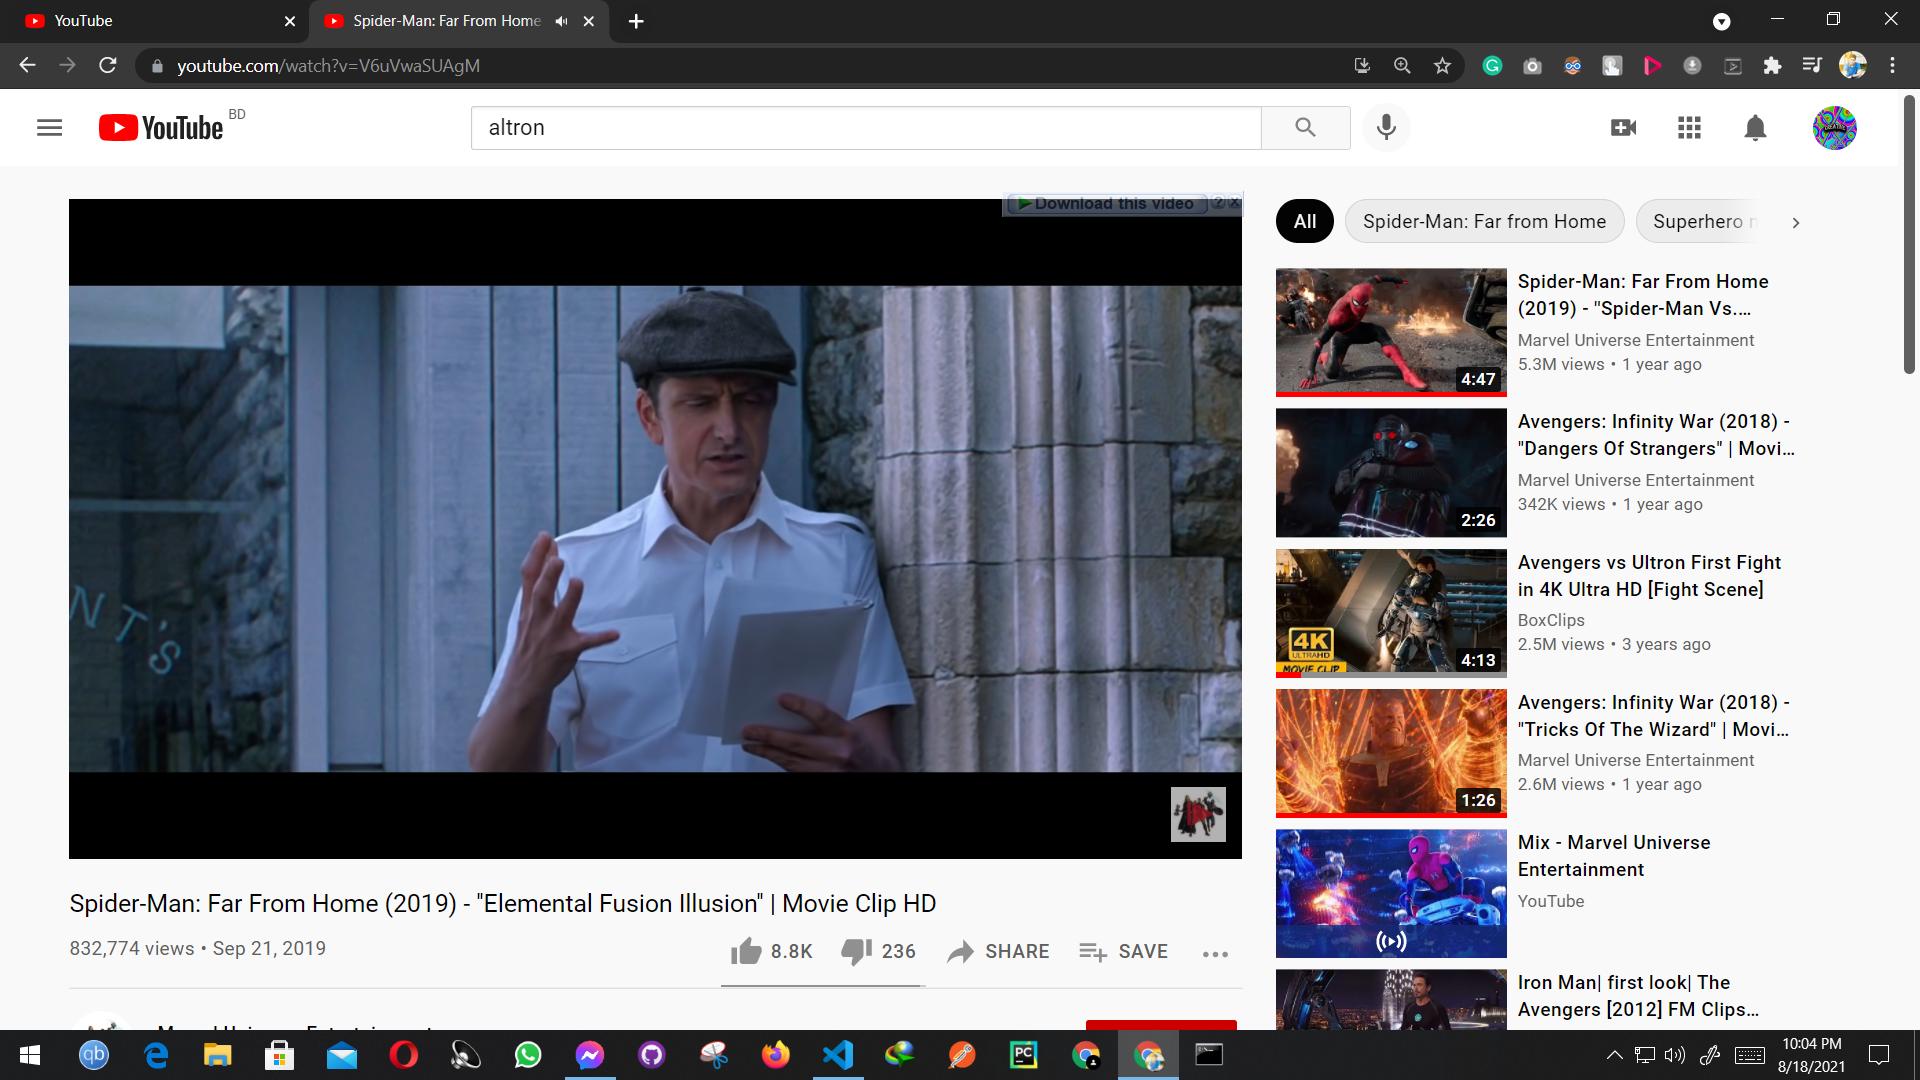 YouTube
Spider-Man: Far From Home
youtube.com/watch?v=V6uVwaSUAgM
YouTube BD
altron
Download this video
All
Spider-Man: Far from Home
Superhero
NT'S
Spider-Man: Far From Home (2019) - "Elemental Fusion Illusion" | Movie Clip HD
832,774 views • Sep 21, 2019
8.8K
236
SHARE
SAVE
Spider-Man: Far From Home
(2019) - "Spider-Man Vs....
Marvel Universe Entertainment
5.3M views • 1 year ago
4:47
Avengers: Infinity War (2018) -
"Dangers Of Strangers" | Movi...
Marvel Universe Entertainment
342K views • 1 year ago
2:26
Avengers vs Ultron First Fight
in 4K Ultra HD [Fight Scene]
BoxClips
2.5M views • 3 years ago
4K
ULTRAHD
MOVIE CLIP
4:13
Avengers: Infinity War (2018) -
"Tricks Of The Wizard" | Movi...
Marvel Universe Entertainment
2.6M views • 1 year ago
1:26
Mix - Marvel Universe
Entertainment
YouTube
Iron Man| first look| The
Avengers [2012] FM Clips...
qb
PC
10:04 PM
8/18/2021